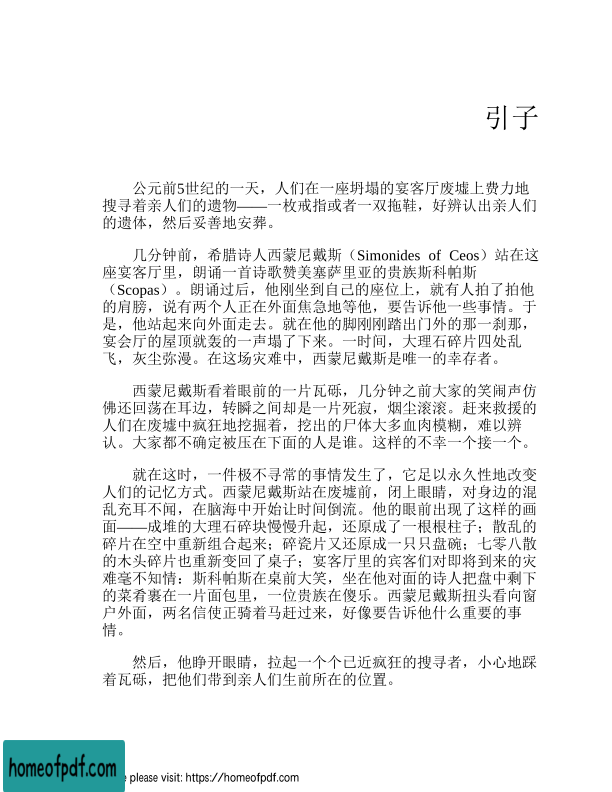 引子
公元前5世纪的一天，人们在一座坍塌的宴客厅废墟上费力地
搜寻着亲人们的遗物——一枚戒指或者一双拖鞋，好辨认出亲人们
的遗体，然后妥善地安葬。
几分钟前，希腊诗人西蒙尼戴斯（Simonides of Ceos）站在这
座宴客厅里，朗诵一首诗歌赞美塞萨里亚的贵族斯科帕斯
（Scopas）。朗诵过后，他刚坐到自己的座位上，就有人拍了拍他
的肩膀，说有两个人正在外面焦急地等他，要告诉他一些事情。于
是，他站起来向外面走去。就在他的脚刚刚踏出门外的那一刹那，
宴会厅的屋顶就轰的一声塌了下来。一时间，大理石碎片四处乱
飞，灰尘弥漫。在这场灾难中，西蒙尼戴斯是唯一的幸存者。
西蒙尼戴斯看着眼前的一片瓦砾，几分钟之前大家的笑闹声仿
佛还回荡在耳边，转瞬之间却是一片死寂，烟尘滚滚。赶来救援的
人们在废墟中疯狂地挖掘着，挖出的尸体大多血肉模糊，难以辨
认。大家都不确定被压在下面的人是谁。这样的不幸一个接一个。
就在这时，一件极不寻常的事情发生了，它足以永久性地改变
人们的记忆方式。西蒙尼戴斯站在废墟前，闭上眼睛，对身边的混
乱充耳不闻，在脑海中开始让时间倒流。他的眼前出现了这样的画
面——成堆的大理石碎块慢慢升起，还原成了一根根柱子；散乱的
碎片在空中重新组合起来；碎瓷片又还原成一只只盘碗；七零八散
的木头碎片也重新变回了桌子；宴客厅里的宾客们对即将到来的灾
难毫不知情：斯科帕斯在桌前大笑，坐在他对面的诗人把盘中剩下
的菜肴裹在一片面包里，一位贵族在傻乐。西蒙尼戴斯扭头看向窗
户外面，两名信使正骑着马赶过来，好像要告诉他什么重要的事
情。
然后，他睁开眼睛，拉起一个个已近疯狂的搜寻者，小心地踩
着瓦砾，把他们带到亲人们生前所在的位置。
homeofpdf.com
please visit: https://homeofpdf.com